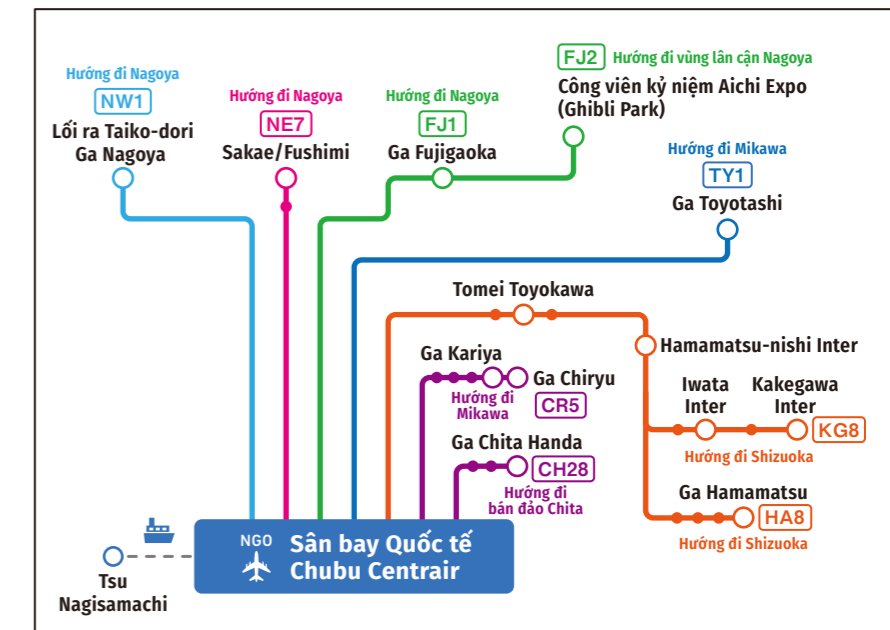 FJ2 Hướng đi vùng lân cận Nagoya
Công viên kỷ niệm Aichi Expo
(Ghibli Park)
Hướng đi Nagoya
NW1
Lối ra Taiko-dori
Ga Nagoya
Hướng đi Nagoya
NE7
Sakae/Fushimi
Hướng đi Nagoya
FJ1
Ga Fujigaoka
Hướng đi Mikawa
TY1
Ga Toyotashi
Tomei Toyokawa
Hamamatsu-nishi Inter
Ga Kariya
Ga Chiryu
Hướng đi
Mikawa
CR5
Iwata
Inter
Kakegawa
Inter
KG8
Hướng đi Shizuoka
Ga Chita Handa
CH28
Hướng đi
bán đảo Chita
Ga Hamamatsu
HA8
Hướng đi Shizuoka
NGO
Sân bay Quốc tế
Chubu Centrair
Tsu
Nagisamachi